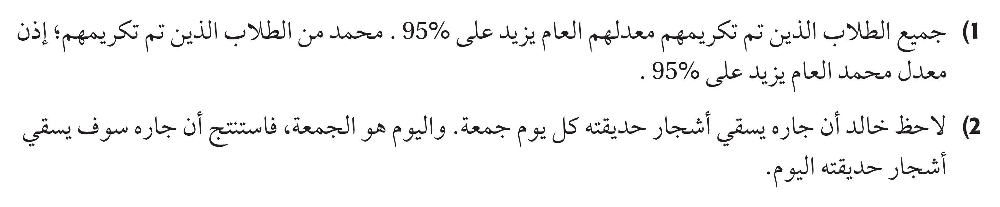 (1 جميع الطلاب الذين تم تكريمهم معدلهم العام يزيد على 95% . محمد من الطلاب الذين تم تكريمهم؛ إذن
معدل محمد العام يزيد على 95% .
(2 لاحظ خالد أن جاره يسقي أشجار حديقته كل يوم جمعة. واليوم هو الجمعة، فاستنتج أن جاره سوف يسقي
أشجار حديقته اليوم.